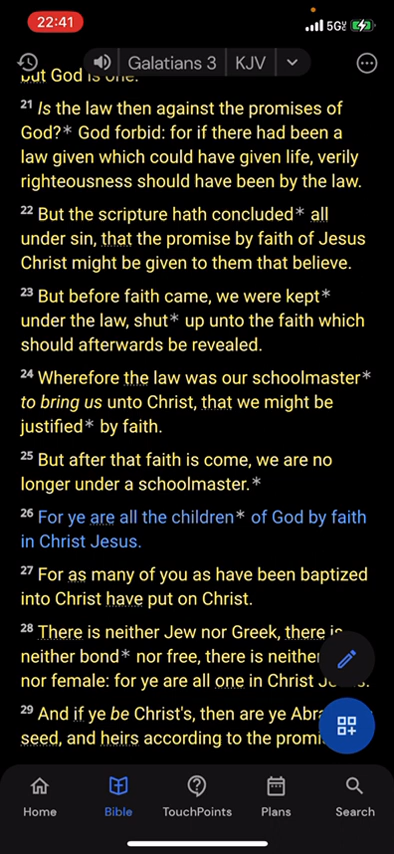 22:41
5G
Galatians 3 KJV
but God is one.
21 Is the law then against the promises of
God?* God forbid: for if there had been a
law given which could have given life, verily
righteousness should have been by the law.
22 But the scripture hath concluded* all
under sin, that the promise by faith of Jesus
Christ might be given to them that believe.
23 But before faith came, we were kept*
under the law, shut* up unto the faith which
should afterwards be revealed.
24 Wherefore the law was our schoolmaster*
to bring us unto Christ, that we might be
justified* by faith.
25 But after that faith is come, we are no
longer under a schoolmaster.*
26 For ye are all the children* of God by faith
in Christ Jesus.
27 For as many of you as have been baptized
into Christ have put on Christ.
28 There is neither Jew nor Greek, there is
neither bond* nor free, there is neither
nor female: for ye are all one in Christ
29 And if ye be Christ's, then are ye
seed, and heirs according to the
Home Bible TouchPoints Plans Search